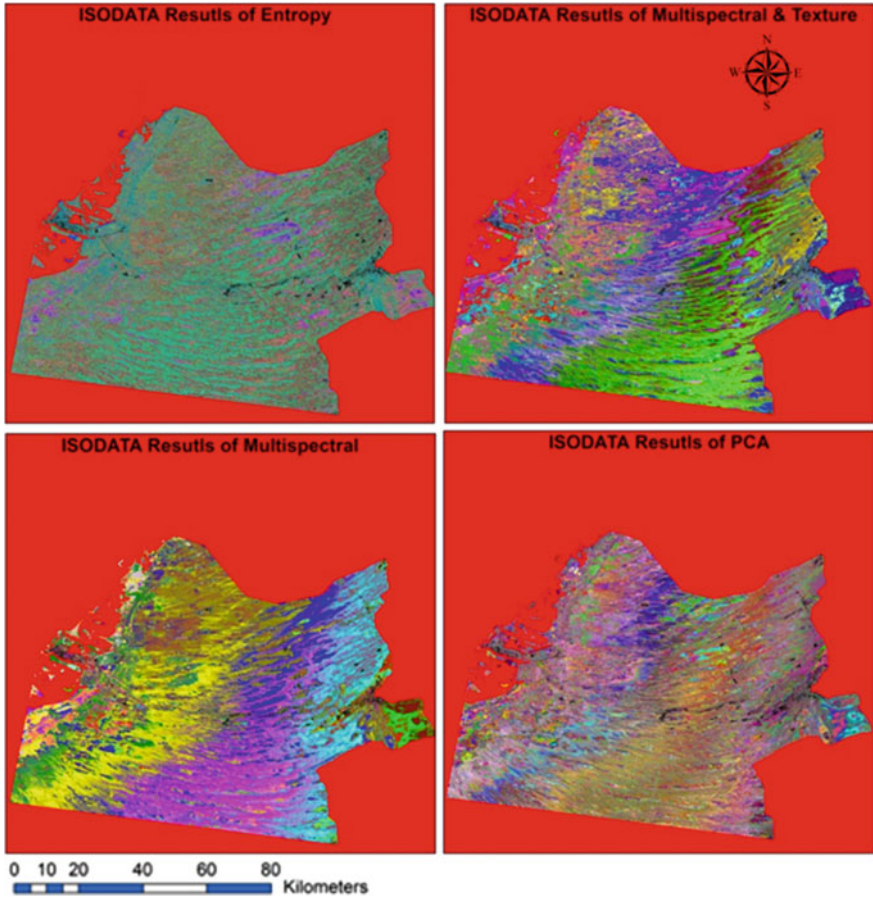 ISODATA Resutls of Entropy
ISODATA Resutls of Multispectral & Texture
N
W E
S
ISODATA Resutls of Multispectral
ISODATA Resutls of PCA
0 10 20 40 60 80
Kilometers